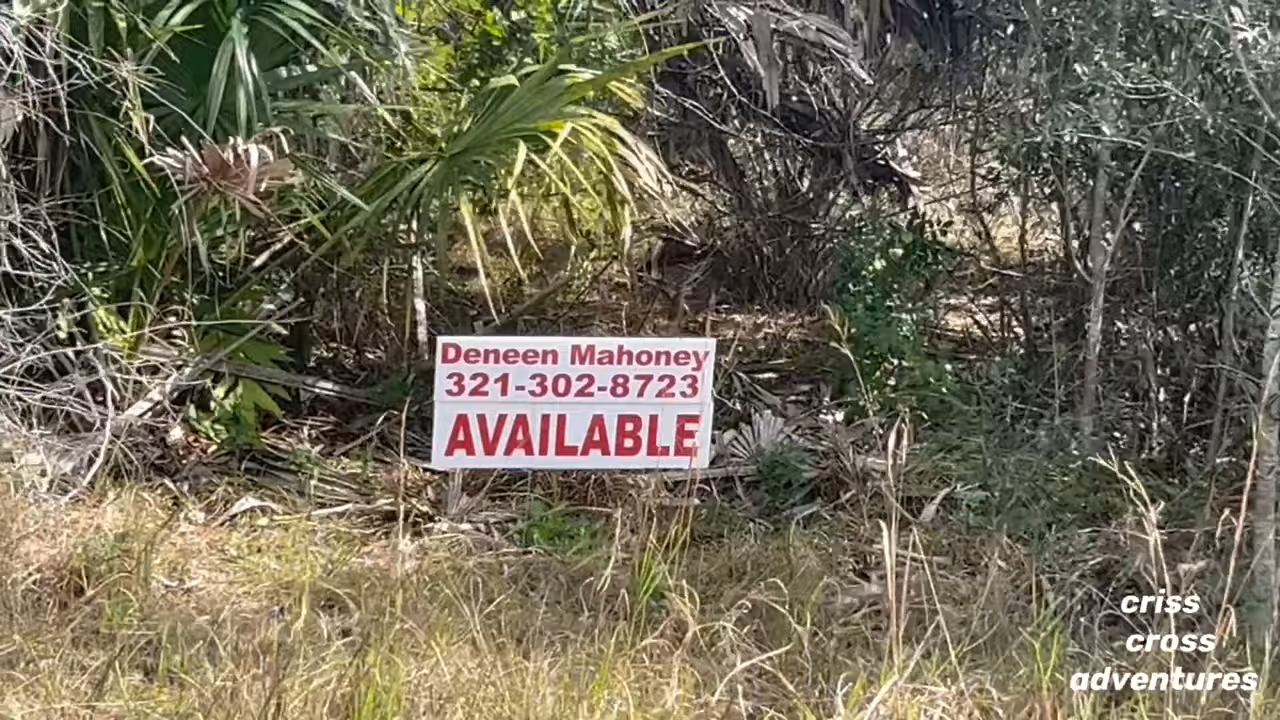 Deneen Mahoney
321-302-8723
AVAILABLE
criss
cross
adventures